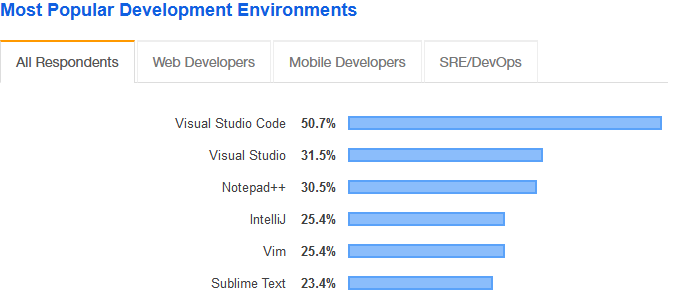 Most Popular Development Environments
All Respondents Web Developers Mobile Developers SRE/DevOps
Visual Studio Code 50.7%
Visual Studio 31.5%
Notepad++ 30.5%
IntelliJ 25.4%
Vim 25.4%
Sublime Text 23.4%